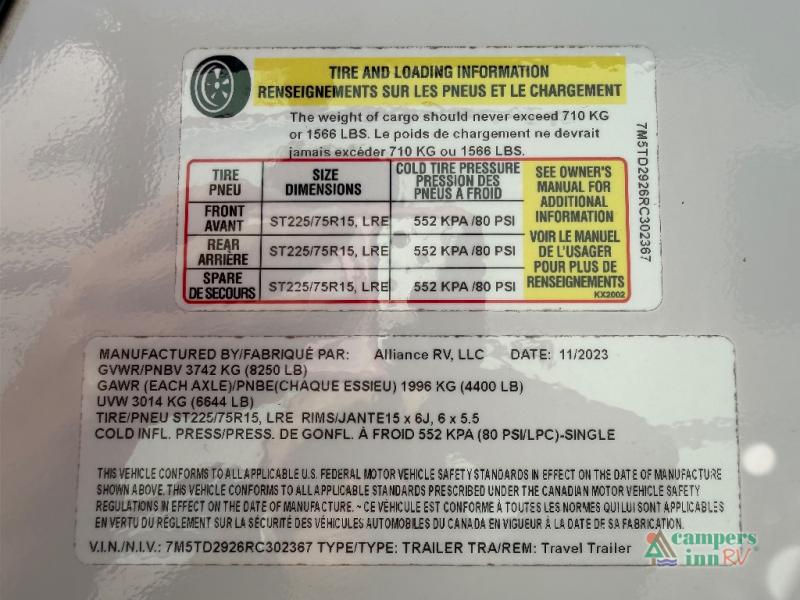 TIRE AND LOADING INFORMATION
RENSEIGNEMENTS SUR LES PNEUS ET LE CHARGEMENT
The weight of cargo should never exceed 710 KG
or 1566 LBS. Le poids de chargement ne devrait
jamais excéder 710 KG ou 1566 LBS.
TIRE PNEU SIZE DIMENSIONS COLD TIRE PRESSURE PRESSION DES PNEUS À FROID
FRONT AVANT ST225/75R15, LRE 552 KPA /80 PSI
REAR ARRIÈRE ST225/75R15, LRE 552 KPA /80 PSI
SPARE DE SECOURS ST225/75R15, LRE 552 KPA /80 PSI
SEE OWNER'S
MANUAL FOR
ADDITIONAL
INFORMATION
VOIR LE MANUEL
DE L'USAGER
POUR PLUS DE
RENSEIGNEMENTS
KX2002
7M5TD2926RC302367
MANUFACTURED BY/FABRIQUÉ PAR: Alliance RV, LLC DATE: 11/2023
GVWR/PNBV 3742 KG (8250 LB)
GAWR (EACH AXLE)/PNBE(CHAQUE ESSIEU) 1996 KG (4400 LB)
UVW 3014 KG (6644 LB)
TIRE/PNEU ST225/75R15, LRE RIMS/JANTE15 x 6J, 6 x 5.5
COLD INFL. PRESS/PRESS. DE GONFL. À FROID 552 KPA (80 PSI/LPC)-SINGLE
THIS VEHICLE CONFORMS TO ALL APPLICABLE U.S. FEDERAL MOTOR VEHICLE SAFETY STANDARDS IN EFFECT ON THE DATE OF MANUFACTURE
SHOWN ABOVE. THIS VEHICLE CONFORMS TO ALL APPLICABLE STANDARDS PRESCRIBED UNDER THE CANADIAN MOTOR VEHICLE SAFETY
REGULATIONS IN EFFECT ON THE DATE OF MANUFACTURE. ~ CE VÉHICULE EST CONFORME À TOUTES LES NORMES QUI LUI SONT APPLICABLES
EN VERTU DU RÉGLEMENT SUR LA SÉCURITÉ DES VÉHICULES AUTOMOBILES DU CANADA EN VIGUEUR À LA DATE DE SA FABRICATION.
V.I.N./N.I.V.: 7M5TD2926RC302367 TYPE/TYPE: TRAILER TRA/REM: Travel Trailer
campers
inn RV